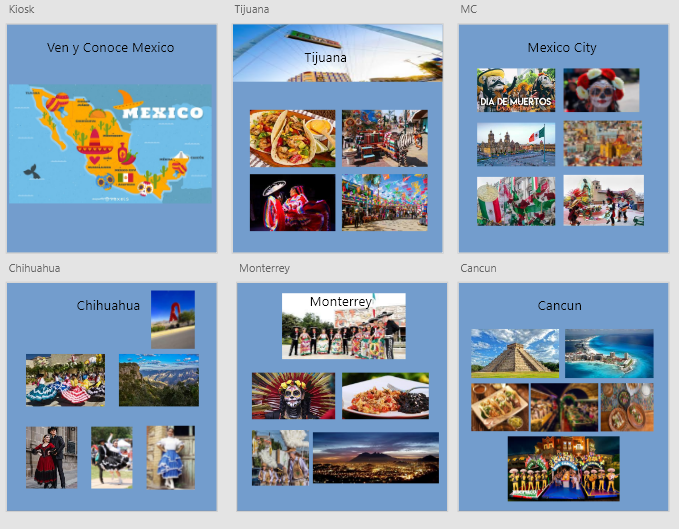 Kiosk
Tijuana
MC
Ven y Conoce Mexico
Tijuana
Mexico City
MEXICO
DIA DE MUERTOS
Chihuahua
Monterrey
Cancun
Chihuahua
Monterrey
Cancun